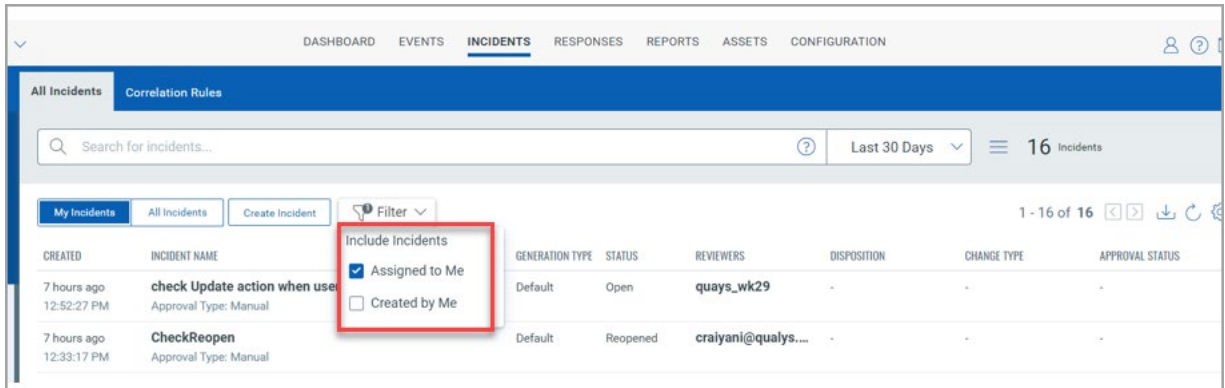 DASHBOARD EVENTS INCIDENTS RESPONSES REPORTS ASSETS CONFIGURATION
All Incidents Correlation Rules
Search for incidents... Last 30 Days 16 Incidents
My Incidents All Incidents Create Incident 1 Filter 1 - 16 of 16
Include Incidents
Assigned to Me
Created by Me
CREATED INCIDENT NAME GENERATION TYPE STATUS REVIEWERS DISPOSITION CHANGE TYPE APPROVAL STATUS
7 hours ago check Update action when use Default Open quays_wk29 - - -
12:52:27 PM Approval Type: Manual
7 hours ago CheckReopen Default Reopened craiyani@qualys.... - - -
12:33:17 PM Approval Type: Manual